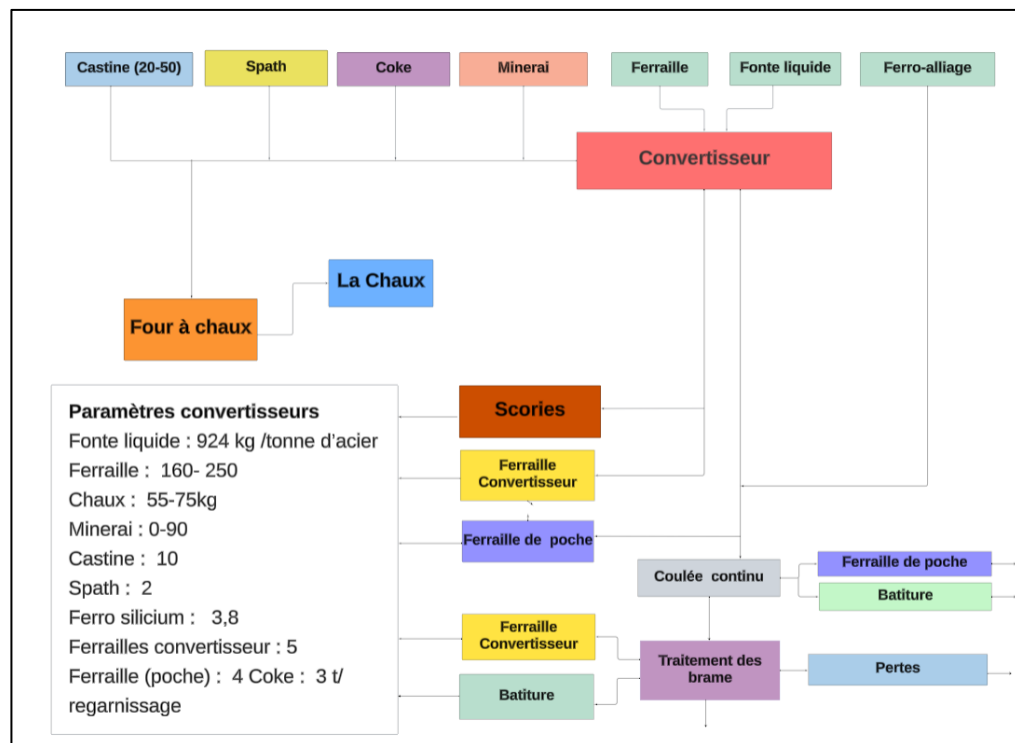 Castine (20-50)
Spath
Coke
Minerai
Ferraille
Fonte liquide
Ferro-alliage
Convertisseur
La Chaux
Four à chaux
Paramètres convertisseurs
Fonte liquide : 924 kg /tonne d'acier
Ferraille : 160- 250
Chaux : 55-75kg
Minerai : 0-90
Castine : 10
Spath : 2
Ferro silicium : 3,8
Ferrailles convertisseur : 5
Ferraille (poche) : 4 Coke : 3 t/
regarnissage
Scories
Ferraille
Convertisseur
Ferraille de poche
Coulée continu
Ferraille de poche
Batiture
Ferraille
Convertisseur
Batiture
Traitement des
brame
Pertes